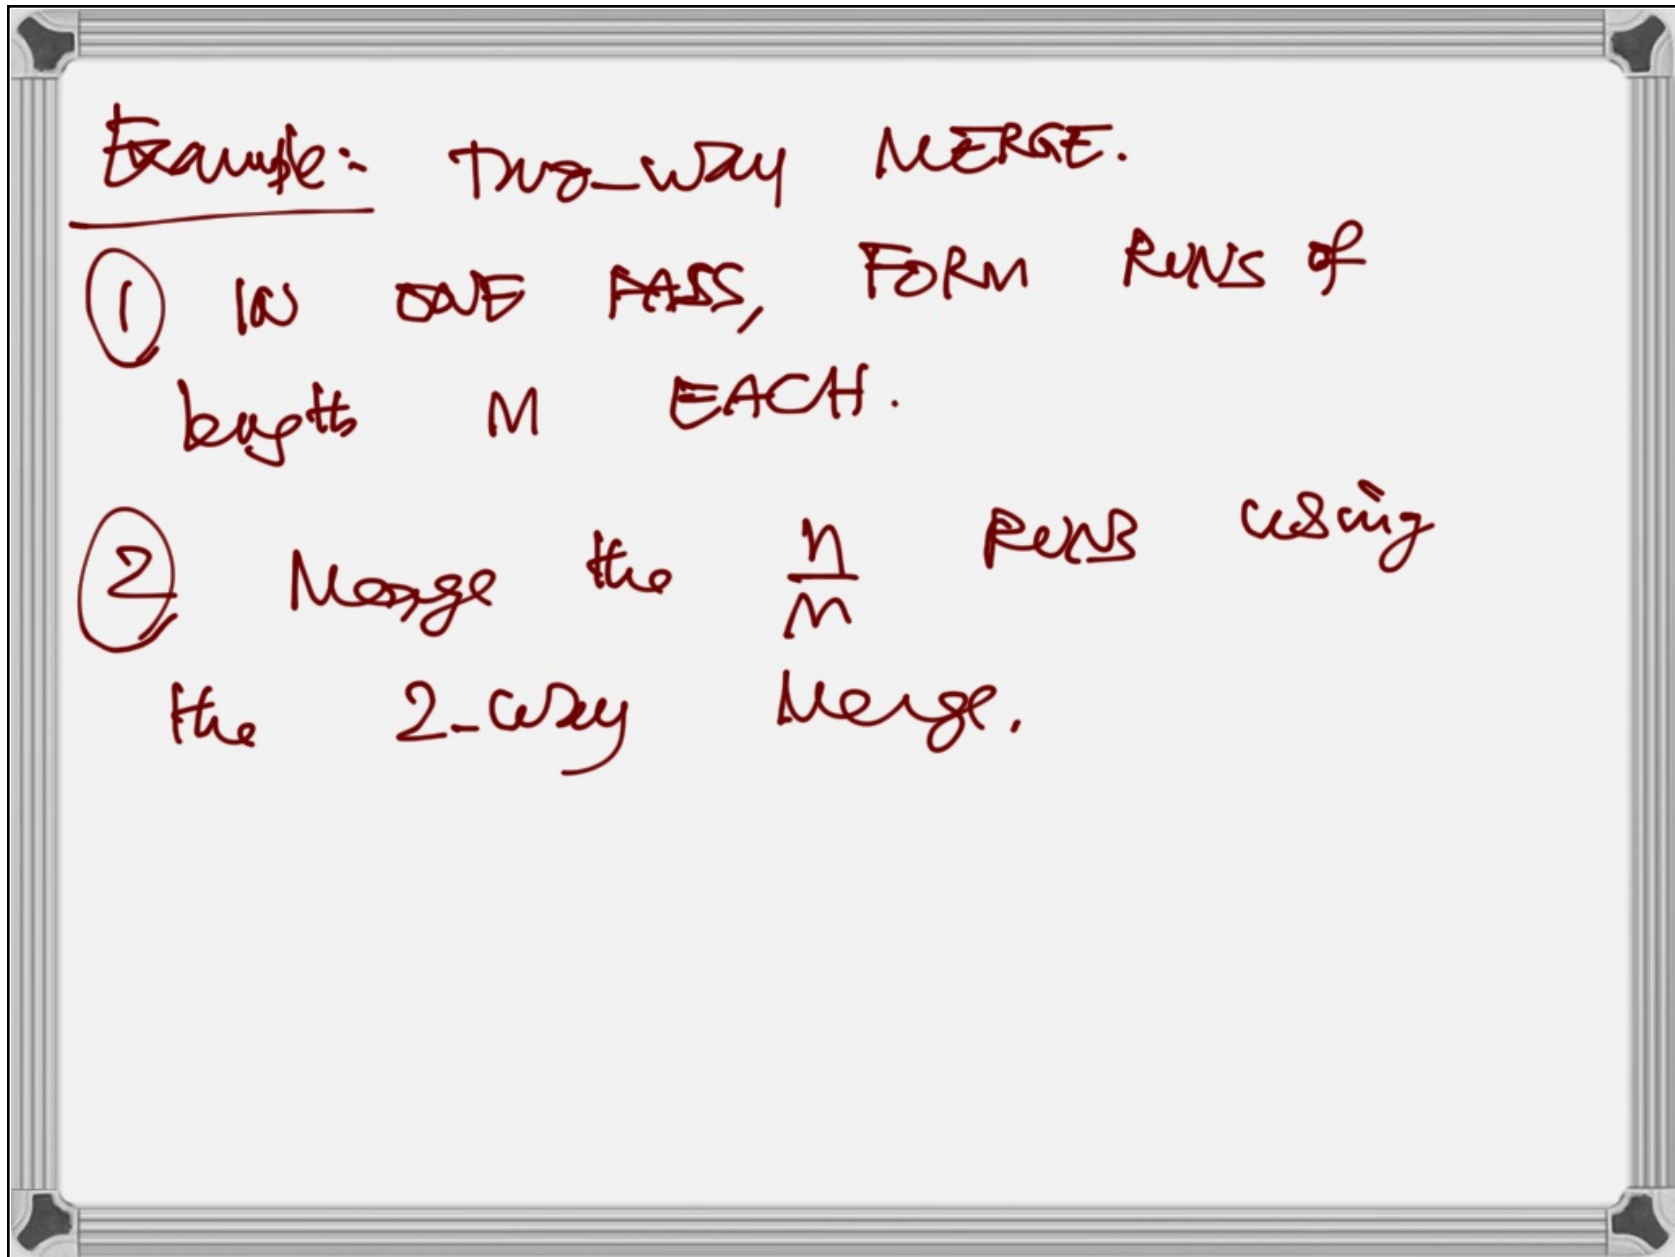 Example:- Two-way MERGE.
① IN ONE PASS, FORM RUNS of
length M EACH.
② Merge the n/M RUNS using
the 2-way Merge.